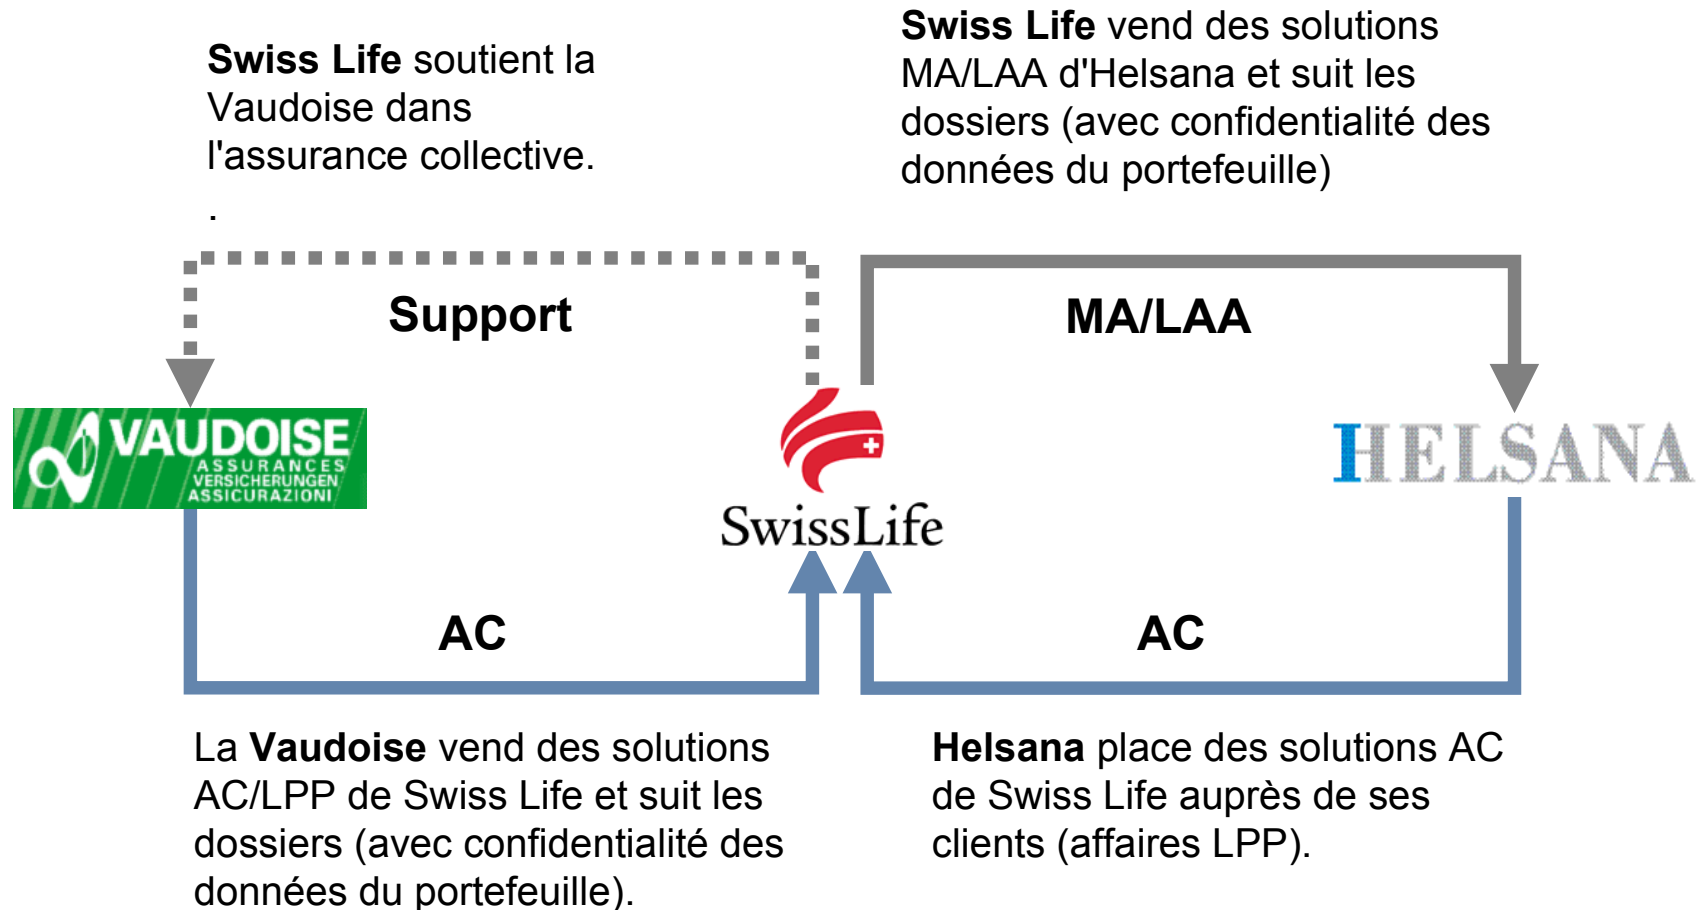 Swiss Life soutient la
Vaudoise dans
l'assurance collective.
.
Swiss Life vend des solutions
MA/LAA d'Helsana et suit les
dossiers (avec confidentialité des
données du portefeuille)
Support
MA/LAA
VAUDOISE
ASSURANCES
VERSICHERUNGEN
ASSICURAZIONI
SwissLife
HELSANA
AC
AC
La Vaudoise vend des solutions
AC/LPP de Swiss Life et suit les
dossiers (avec confidentialité des
données du portefeuille).
Helsana place des solutions AC
de Swiss Life auprès de ses
clients (affaires LPP).